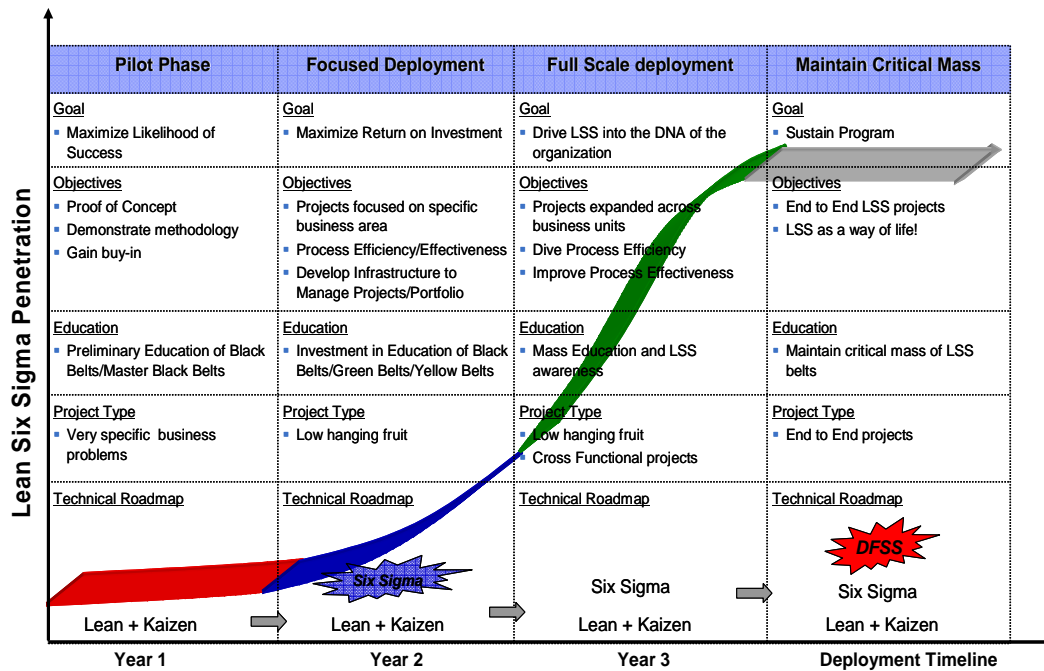 Lean Six Sigma Penetration
Pilot Phase
Goal
Maximize Likelihood of
Success
Objectives
Proof of Concept
Demonstrate methodology
Gain buy-in
Education
Preliminary Education of Black
Belts/Master Black Belts
Project Type
Very specific business
problems
Technical Roadmap
Lean + Kaizen
Year 1
Focused Deployment
Goal
Maximize Return on Investment
Objectives
Projects focused on specific
business area
Process Efficiency/Effectiveness
Develop Infrastructure to
Manage Projects/Portfolio
Education
Investment in Education of Black
Belts/Green Belts/Yellow Belts
Project Type
Low hanging fruit
Technical Roadmap
Six Sigma
Lean + Kaizen
Year 2
Full Scale deployment
Goal
Drive LSS into the DNA of the
organization
Objectives
Projects expanded across
business units
Dive Process Efficiency
Improve Process Effectiveness
Education
Mass Education and LSS
awareness
Project Type
Low hanging fruit
Cross Functional projects
Technical Roadmap
Six Sigma
Lean + Kaizen
Year 3
Maintain Critical Mass
Goal
Sustain Program
Objectives
End to End LSS projects
LSS as a way of life!
Education
Maintain critical mass of LSS
belts
Project Type
End to End projects
Technical Roadmap
DFSS
Six Sigma
Lean + Kaizen
Deployment Timeline